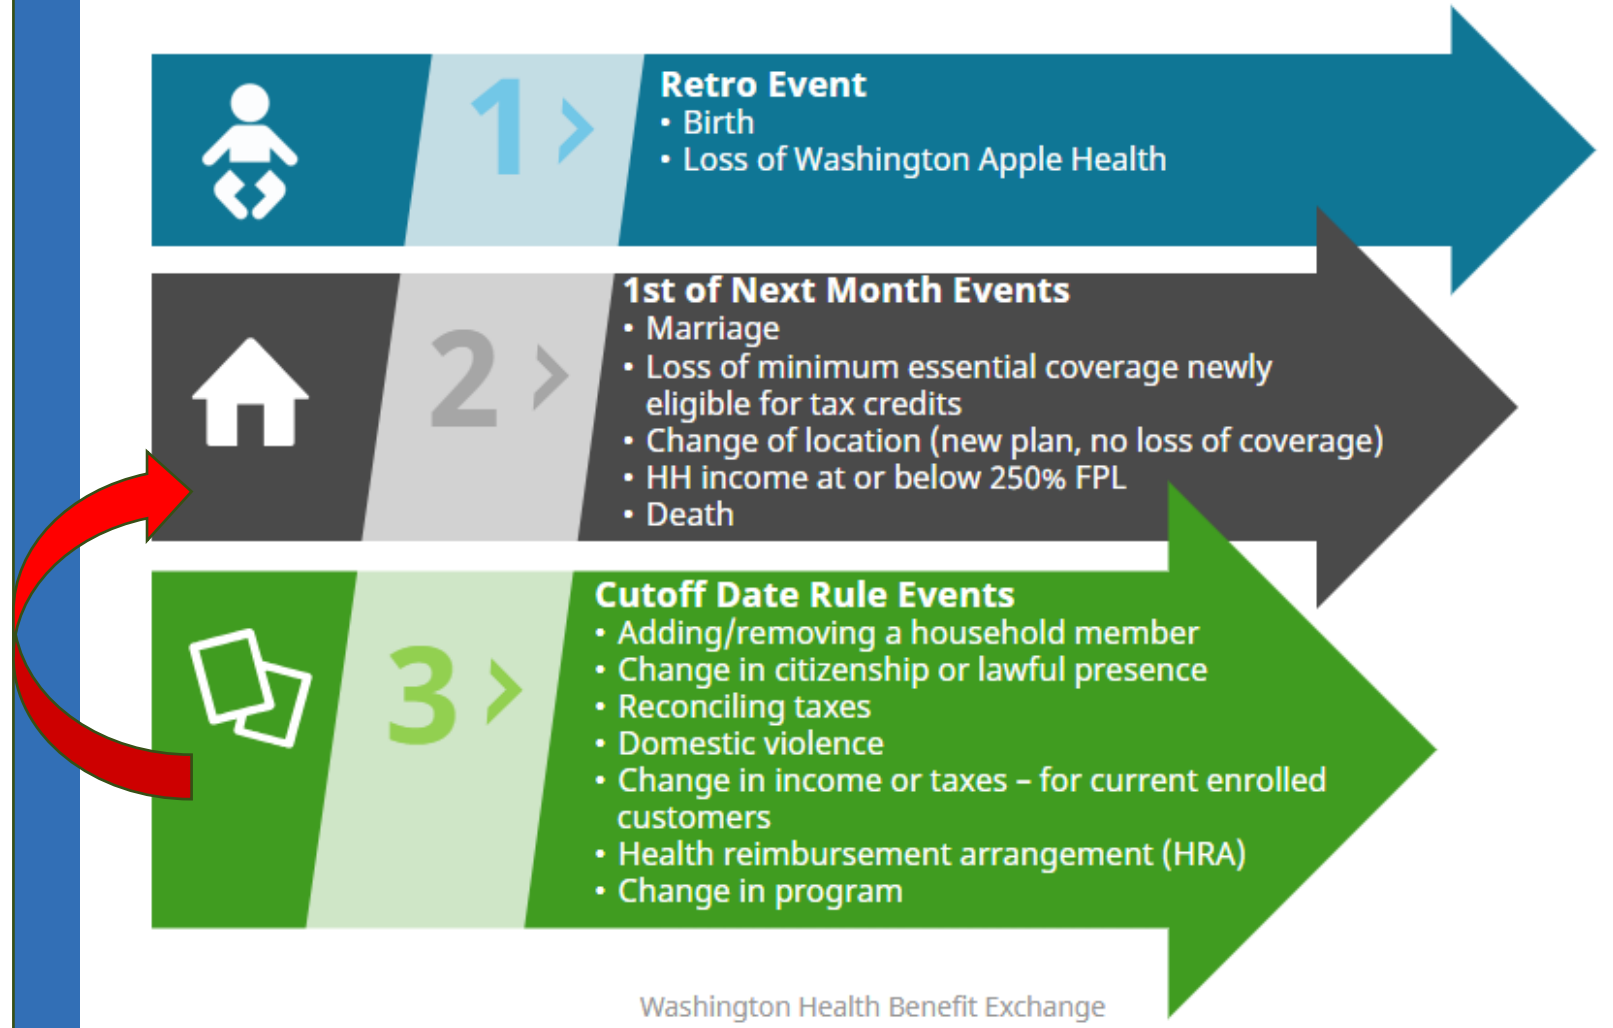 1 >
Retro Event
• Birth
• Loss of Washington Apple Health
2 >
1st of Next Month Events
• Marriage
• Loss of minimum essential coverage newly
eligible for tax credits
• Change of location (new plan, no loss of coverage)
• HH income at or below 250% FPL
• Death
3 >
Cutoff Date Rule Events
• Adding/removing a household member
• Change in citizenship or lawful presence
• Reconciling taxes
• Domestic violence
• Change in income or taxes – for current enrolled
customers
• Health reimbursement arrangement (HRA)
• Change in program
Washington Health Benefit Exchange